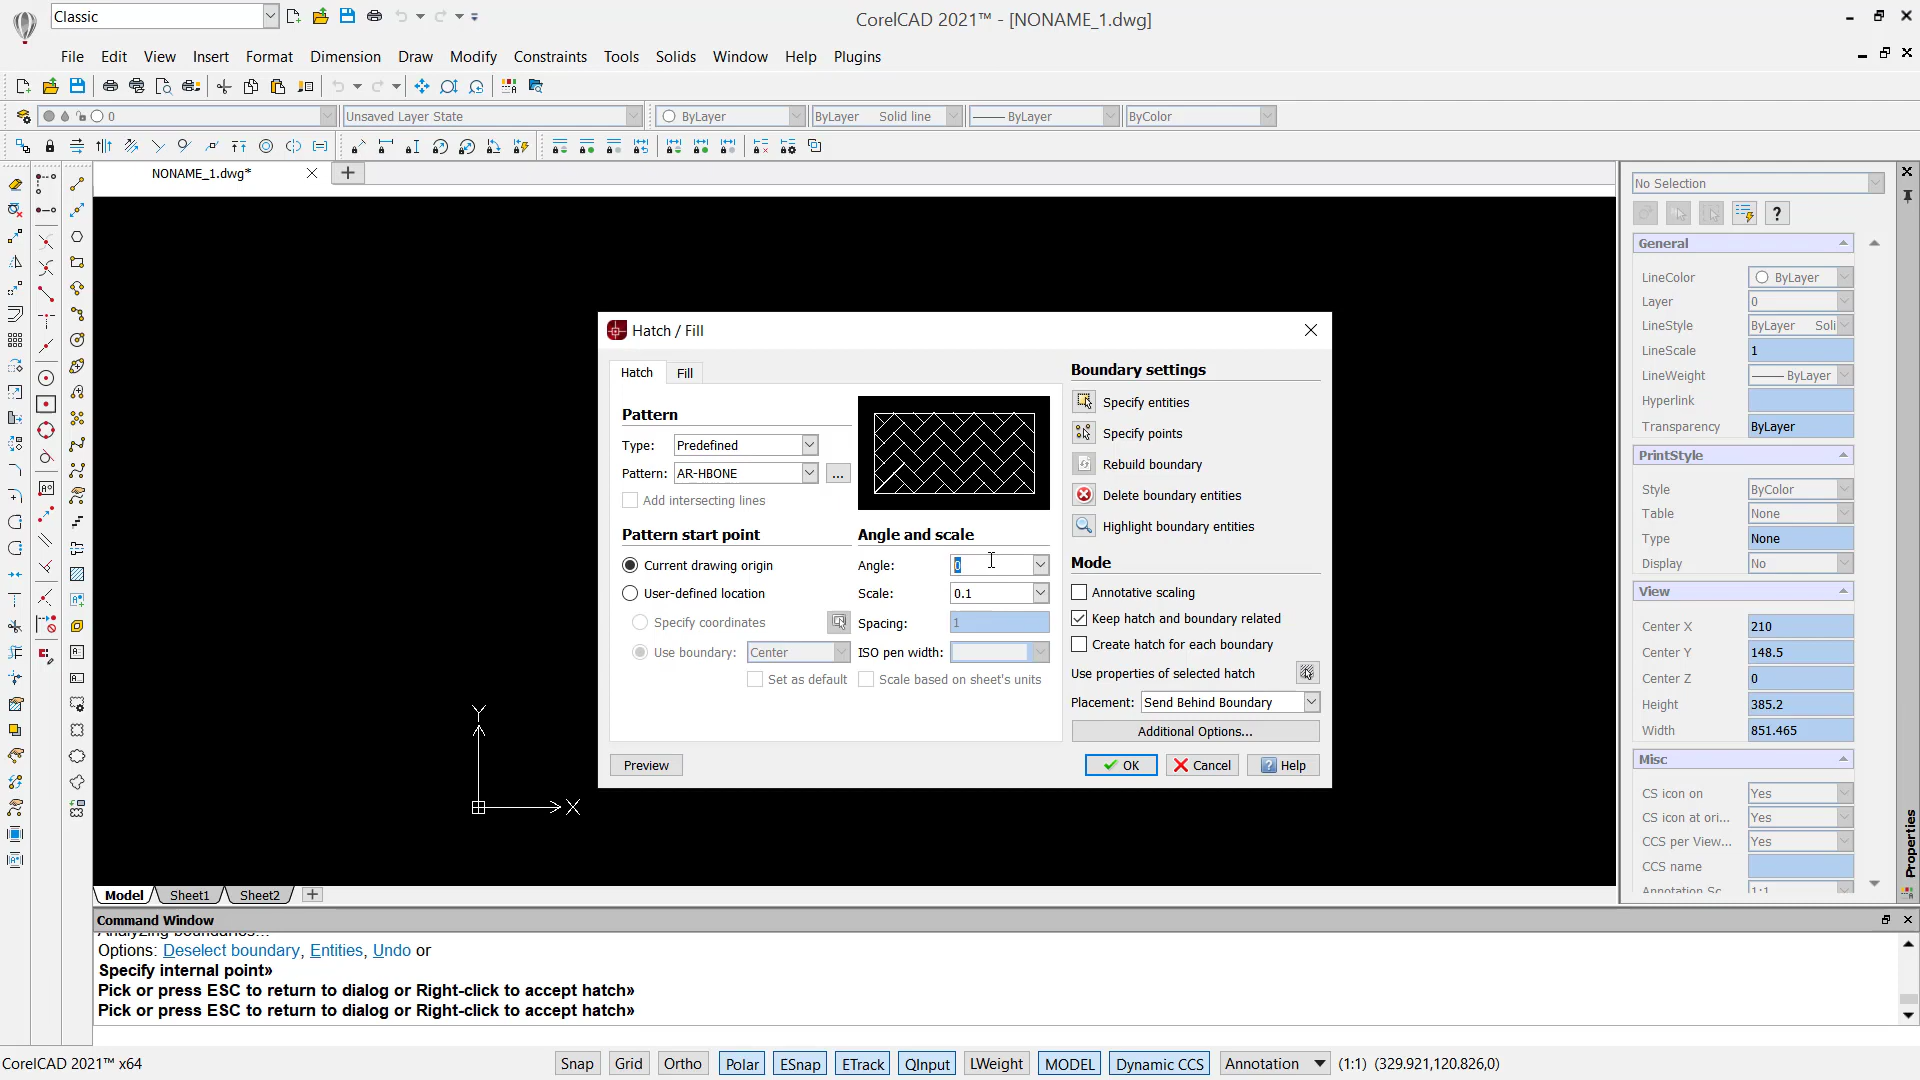 Classic
CorelCAD 2021™ - [NONAME_1.dwg]
File Edit View Insert Format Dimension Draw Modify Constraints Tools Solids Window Help Plugins
0 Unsaved Layer State ByLayer ByLayer Solid line ByLayer ByColor
NONAME_1.dwg*
Hatch / Fill
Hatch Fill
Pattern
Type: Predefined
Pattern: AR-HBONE ...
Add intersecting lines
Pattern start point
Current drawing origin
User-defined location
Specify coordinates
Use boundary: Center
Set as default
Angle and scale
Angle: 0
Scale: 0.1
Spacing: 1
ISO pen width:
Scale based on sheet's units
Boundary settings
Specify entities
Specify points
Rebuild boundary
Delete boundary entities
Highlight boundary entities
Mode
Annotative scaling
Keep hatch and boundary related
Create hatch for each boundary
Use properties of selected hatch
Placement: Send Behind Boundary
Additional Options...
Preview OK Cancel Help
Y
X
No Selection
General
LineColor ByLayer
Layer 0
LineStyle ByLayer Soli
LineScale 1
LineWeight ByLayer
Hyperlink
Transparency ByLayer
PrintStyle
Style ByColor
Table None
Type None
Display No
View
Center X 210
Center Y 148.5
Center Z 0
Height 385.2
Width 851.465
Misc
CS icon on Yes
CS icon at ori... Yes
CCS per View... Yes
CCS name
Annotation Sc 1:1
Properties
Model Sheet1 Sheet2
Command Window
Analyzing boundaries...
Options: Deselect boundary, Entities, Undo or
Specify internal point»
Pick or press ESC to return to dialog or Right-click to accept hatch»
Pick or press ESC to return to dialog or Right-click to accept hatch»
CorelCAD 2021™ x64
Snap Grid Ortho Polar ESnap ETrack QInput LWeight MODEL Dynamic CCS Annotation (1:1) (329.921,120.826,0)